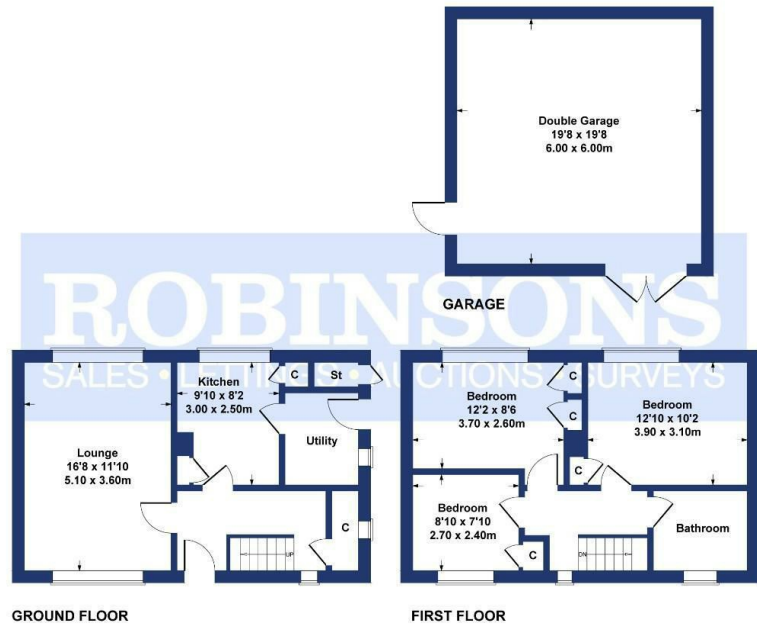 Double Garage
19'8 x 19'8
6.00 x 6.00m
GARAGE
ROBINSONS
SALES • LETTINGS • AUCTIONS • SURVEYS
Kitchen
9'10 x 8'2
3.00 x 2.50m
C
St
Utility
Lounge
16'8 x 11'10
5.10 x 3.60m
C
UP
GROUND FLOOR
Bedroom
12'2 x 8'6
3.70 x 2.60m
C
C
C
Bedroom
12'10 x 10'2
3.90 x 3.10m
Bedroom
8'10 x 7'10
2.70 x 2.40m
C
DN
Bathroom
FIRST FLOOR